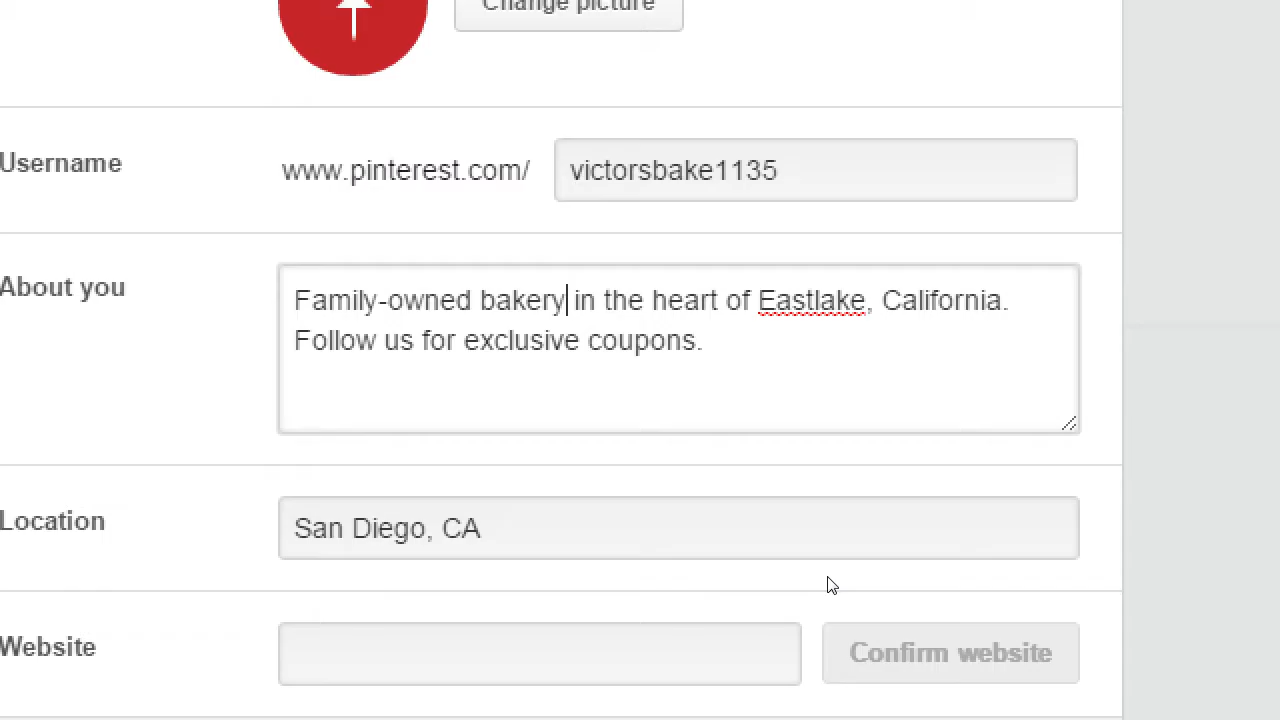 Change picture
Username
www.pinterest.com/
victorsbake1135
About you
Family-owned bakery in the heart of Eastlake, California.
Follow us for exclusive coupons.
Location
San Diego, CA
Website
Confirm website